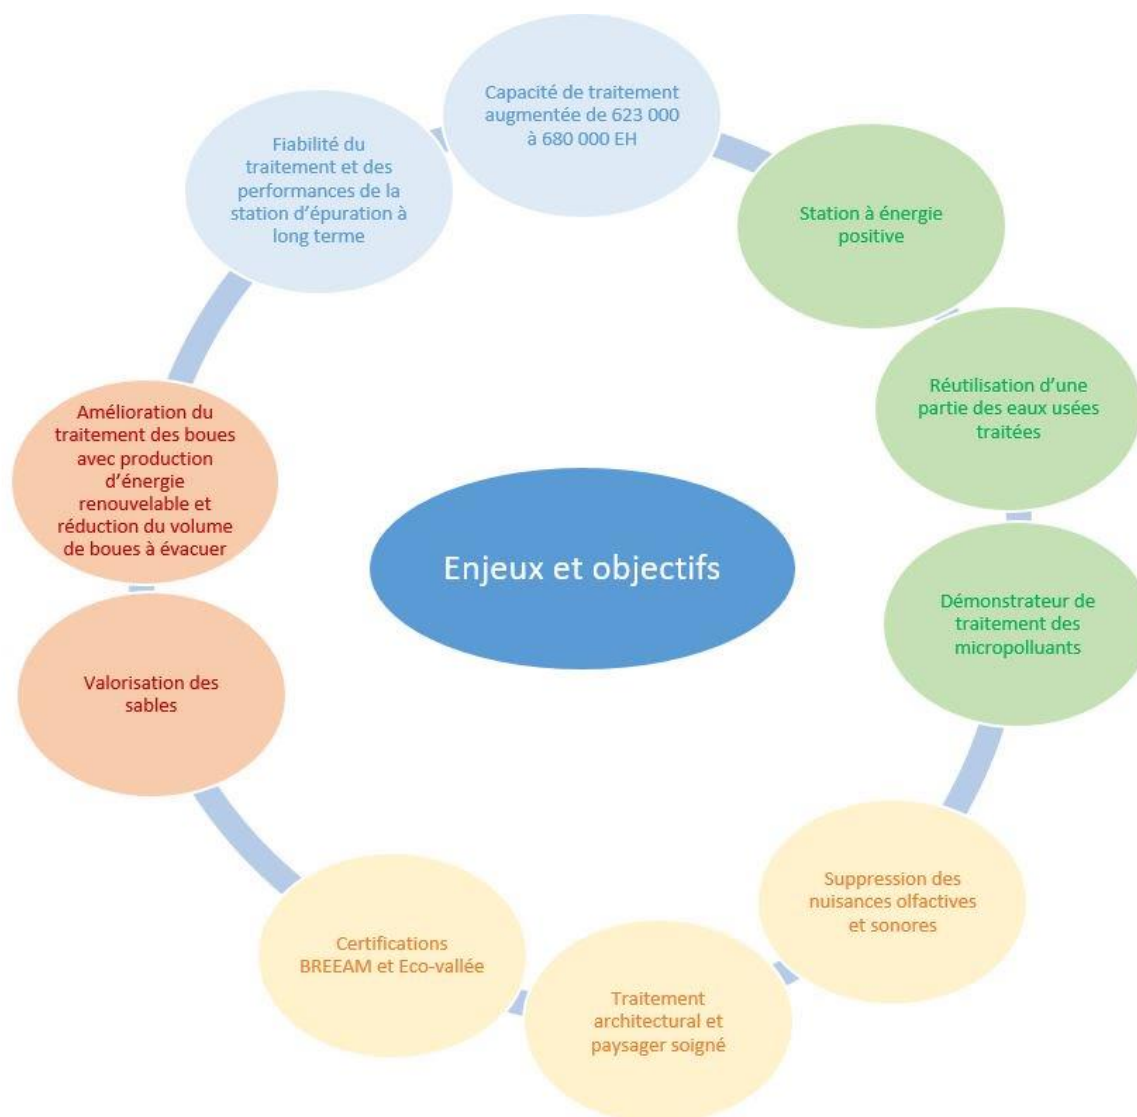 Capacité de traitement
augmentée de 623 000
à 680 000 EH
Station à énergie
positive
Réutilisation d’une
partie des eaux usées
traitées
Démonstrateur de
traitement des
micropolluants
Suppression des
nuisances olfactives
et sonores
Traitement
architectural et
paysager soigné
Certifications
BREEAM et Eco-vallée
Valorisation des
sables
Amélioration du
traitement des boues
avec production
d’énergie
renouvelable et
réduction du volume
de boues à évacuer
Fiabilité du
traitement et des
performances de la
station d’épuration à
long terme
Enjeux et objectifs